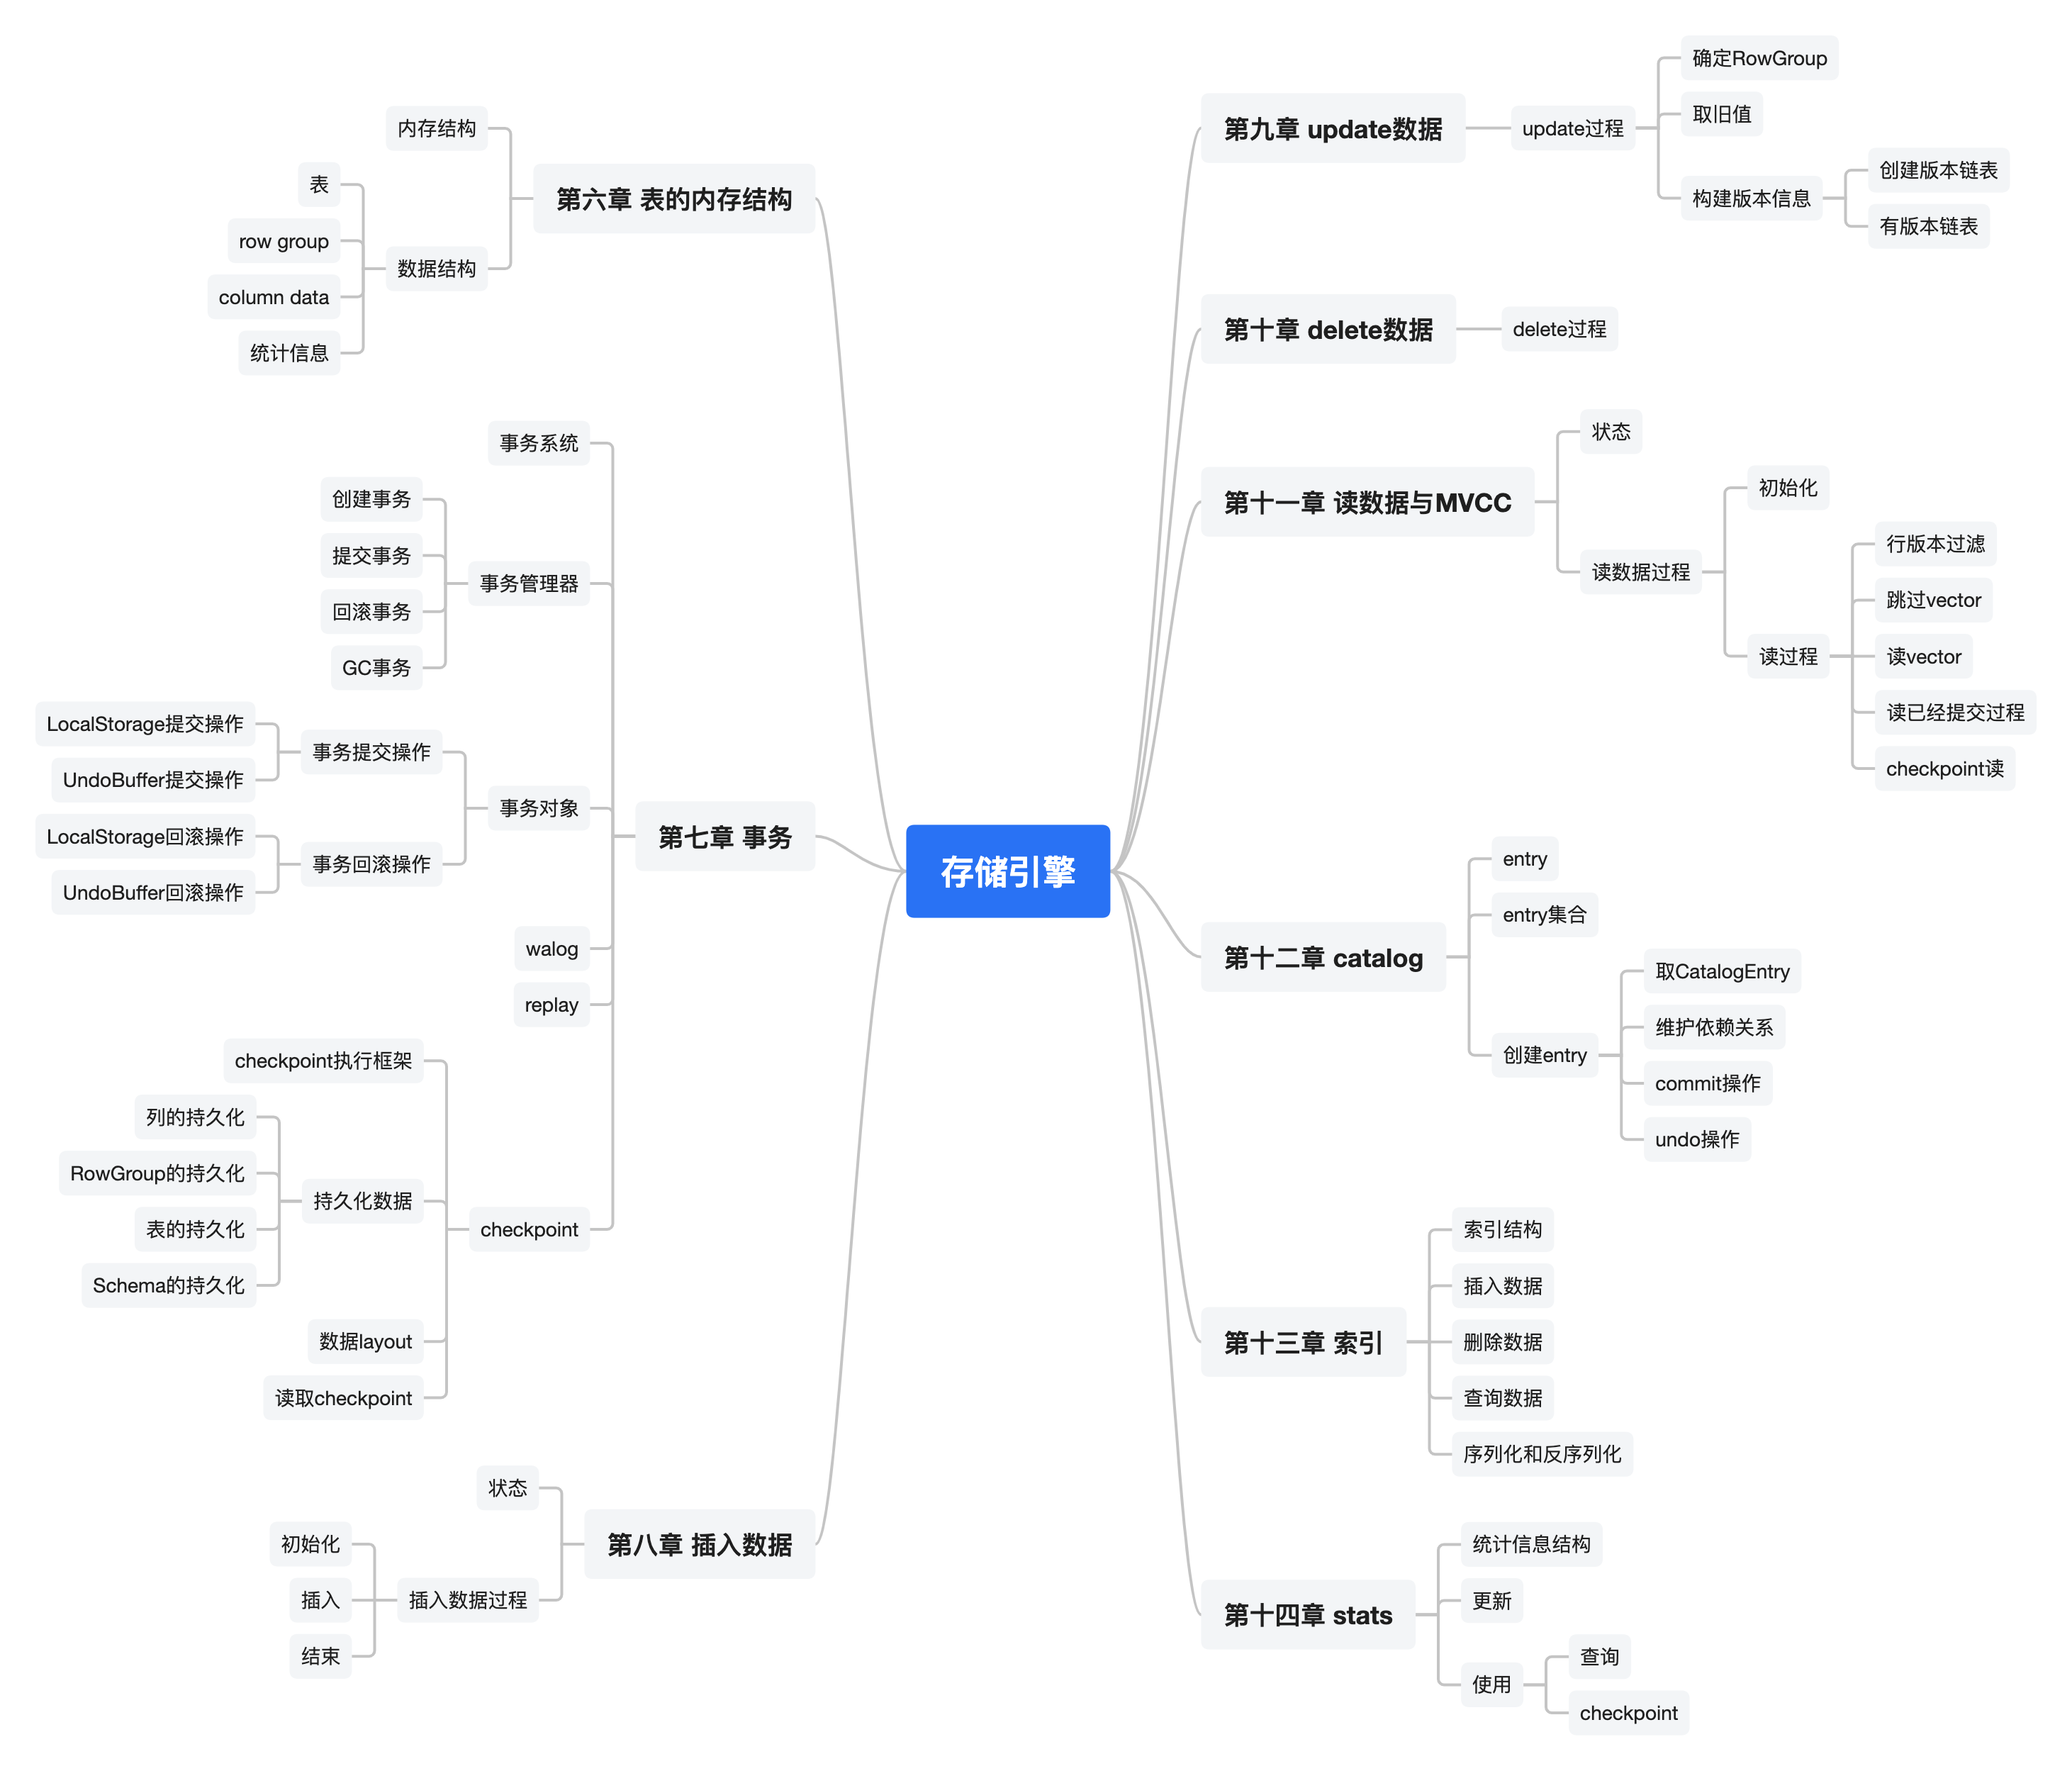 存储引擎
第六章 表的内存结构
内存结构
数据结构
表
row group
column data
统计信息
第七章 事务
事务系统
事务管理器
创建事务
提交事务
回滚事务
GC事务
事务对象
事务提交操作
LocalStorage提交操作
UndoBuffer提交操作
事务回滚操作
LocalStorage回滚操作
UndoBuffer回滚操作
walog
replay
checkpoint
checkpoint执行框架
持久化数据
列的持久化
RowGroup的持久化
表的持久化
Schema的持久化
数据layout
读取checkpoint
第八章 插入数据
状态
插入数据过程
初始化
插入
结束
第九章 update数据
update过程
确定RowGroup
取旧值
构建版本信息
创建版本链表
有版本链表
第十章 delete数据
delete过程
第十一章 读数据与MVCC
状态
读数据过程
初始化
读过程
行版本过滤
跳过vector
读vector
读已经提交过程
checkpoint读
第十二章 catalog
entry
entry集合
创建entry
取CatalogEntry
维护依赖关系
commit操作
undo操作
第十三章 索引
索引结构
插入数据
删除数据
查询数据
序列化和反序列化
第十四章 stats
统计信息结构
更新
使用
查询
checkpoint